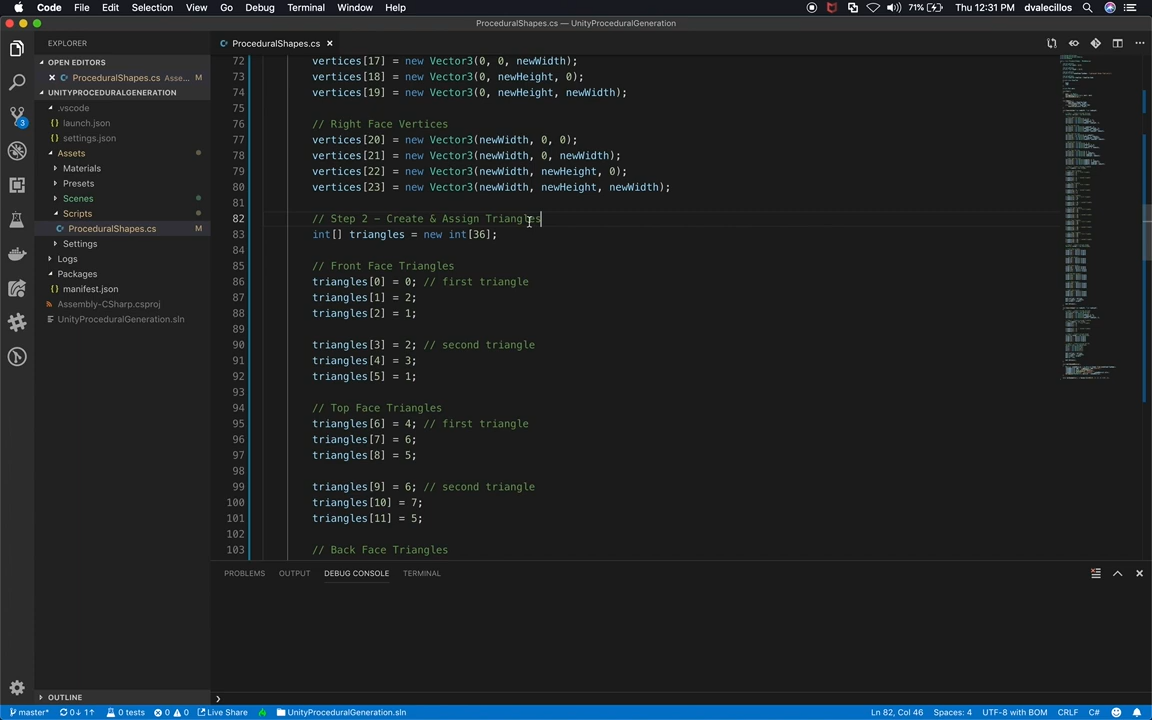 Code File Edit Selection View Go Debug Terminal Window Help 71% Thu 12:31 PM dvalecillos
ProceduralShapes.cs — UnityProceduralGeneration
EXPLORER
OPEN EDITORS
ProceduralShapes.cs Asse... M
UNITYPROCEDURALGENERATION
.vscode
launch.json
settings.json
Assets
Materials
Presets
Scenes
Scripts
ProceduralShapes.cs M
Settings
Logs
Packages
manifest.json
Assembly-CSharp.csproj
UnityProceduralGeneration.sln
OUTLINE
3
ProceduralShapes.cs
72 vertices[17] = new Vector3(0, 0, newWidth);
73 vertices[18] = new Vector3(0, newHeight, 0);
74 vertices[19] = new Vector3(0, newHeight, newWidth);
75
76 // Right Face Vertices
77 vertices[20] = new Vector3(newWidth, 0, 0);
78 vertices[21] = new Vector3(newWidth, 0, newWidth);
79 vertices[22] = new Vector3(newWidth, newHeight, 0);
80 vertices[23] = new Vector3(newWidth, newHeight, newWidth);
81
82 // Step 2 – Create & Assign Triangles
83 int[] triangles = new int[36];
84
85 // Front Face Triangles
86 triangles[0] = 0; // first triangle
87 triangles[1] = 2;
88 triangles[2] = 1;
89
90 triangles[3] = 2; // second triangle
91 triangles[4] = 3;
92 triangles[5] = 1;
93
94 // Top Face Triangles
95 triangles[6] = 4; // first triangle
96 triangles[7] = 6;
97 triangles[8] = 5;
98
99 triangles[9] = 6; // second triangle
100 triangles[10] = 7;
101 triangles[11] = 5;
102
103 // Back Face Triangles
PROBLEMS OUTPUT DEBUG CONSOLE TERMINAL
master* 0↓ 1↑ 0 tests 0 0 Live Share UnityProceduralGeneration.sln Ln 82, Col 46 Spaces: 4 UTF-8 with BOM CRLF C#